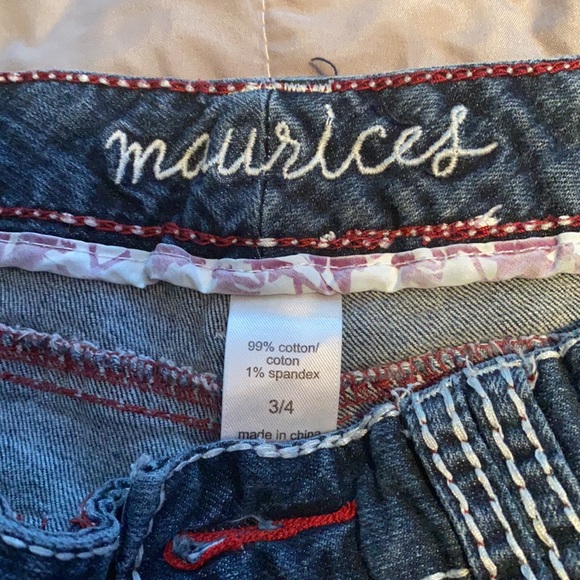 maurices
99% cotton/
coton
1% spandex
3/4
made in china